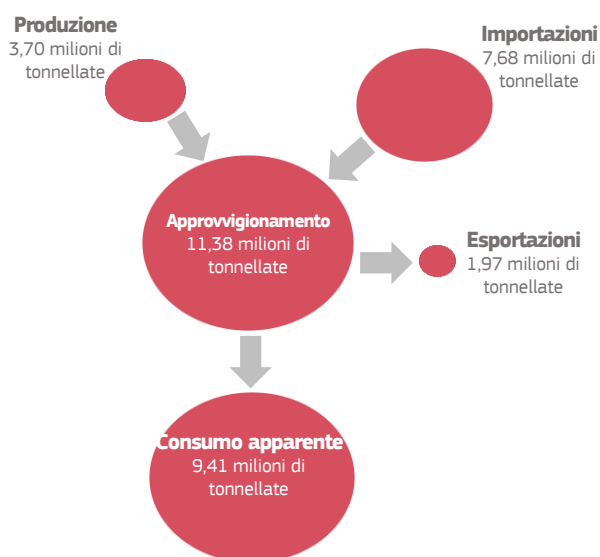 Produzione
3,70 milioni di
tonnellate
Importazioni
7,68 milioni di
tonnellate
Approvvigionamento
11,38 milioni di
tonnellate
Esportazioni
1,97 milioni di
tonnellate
Consumo apparente
9,41 milioni di
tonnellate